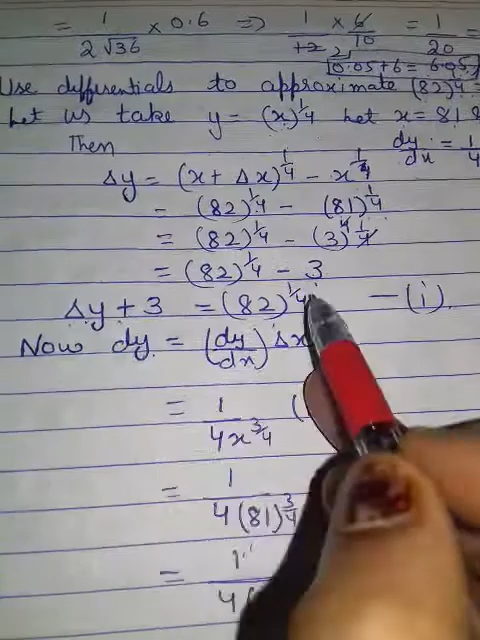 = 1/(2√36) × 0.6 ⇒ 1/(+2) × 6/10 = 1/20 =
0.05+6 = 6.05
Use differentials to approximate (82)^1/4
Let us take y = (x)^1/4 Let x = 81 &
Then dy/dx = 1/4
Δy = (x + Δx)^1/4 − x^1/4
= (82)^1/4 − (81)^1/4
= (82)^1/4 − (3)^4^1/4
= (82)^1/4 − 3
Δy + 3 = (82)^1/4 — (i).
Now dy = (dy/dx) Δx
= 1/(4x^3/4) (
= 1/(4(81)^3/4
= 1/4(